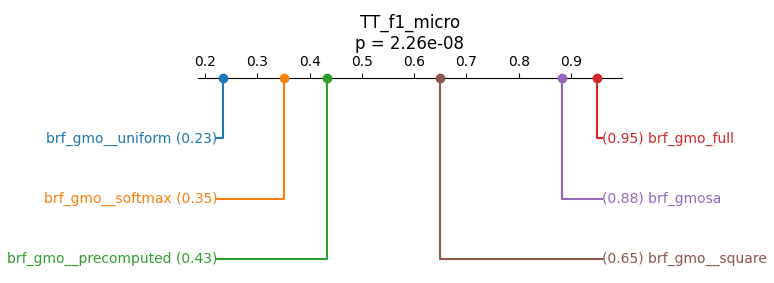 TT_f1_micro
p = 2.26e-08
0.2 0.3 0.4 0.5 0.6 0.7 0.8 0.9
brf_gmo__uniform (0.23)
(0.95) brf_gmo_full
brf_gmo__softmax (0.35)
(0.88) brf_gmosa
brf_gmo__precomputed (0.43)
(0.65) brf_gmo__square